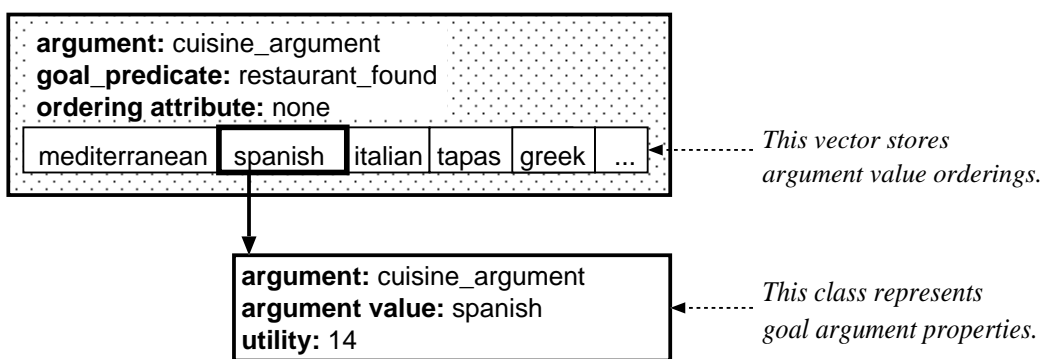 argument: cuisine_argument
goal_predicate: restaurant_found
ordering attribute: none
mediterranean spanish italian tapas greek ...
This vector stores
argument value orderings.
argument: cuisine_argument
argument value: spanish
utility: 14
This class represents
goal argument properties.